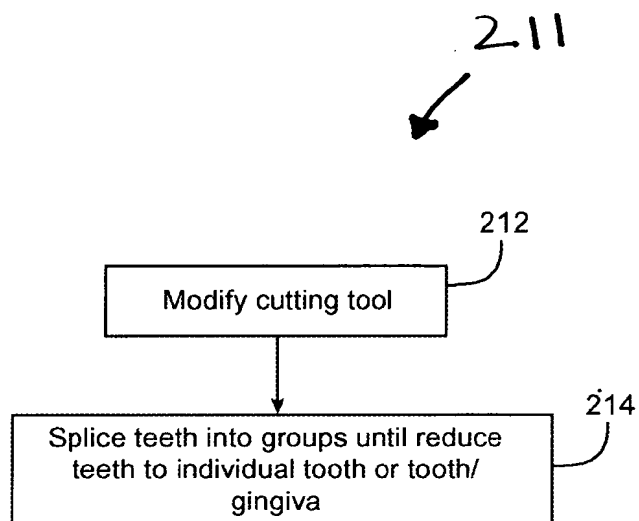 211
212
Modify cutting tool
214
Splice teeth into groups until reduce
teeth to individual tooth or tooth/
gingiva